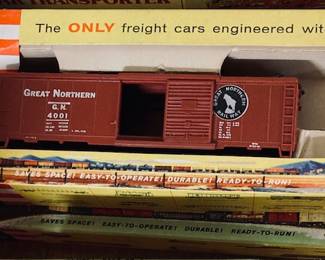 TRANSPORTER
The ONLY freight cars engineered wit
GREAT NORTHERN
G.N.
4001
GREAT NORTHERN
RAILWAY
SAVES SPACE! EASY-TO-OPERATE! DURABLE! READY-TO-RUN!
SAVES SPACE! EASY-TO-OPERATE! DURABLE! READY-TO-RUN!